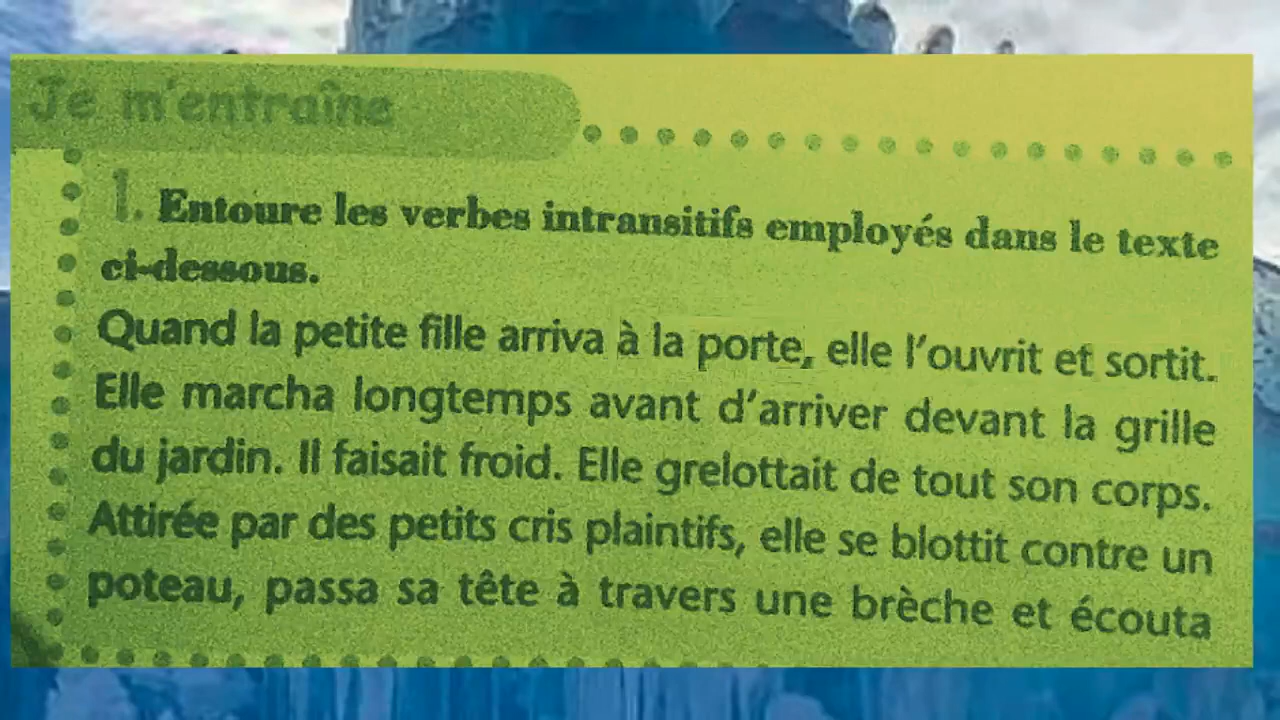 Je m'entraîne
1. Entoure les verbes intransitifs employés dans le texte
ci-dessous.
Quand la petite fille arriva à la porte, elle l'ouvrit et sortit.
Elle marcha longtemps avant d'arriver devant la grille
du jardin. Il faisait froid. Elle grelottait de tout son corps.
Attirée par des petits cris plaintifs, elle se blottit contre un
poteau, passa sa tête à travers une brèche et écouta